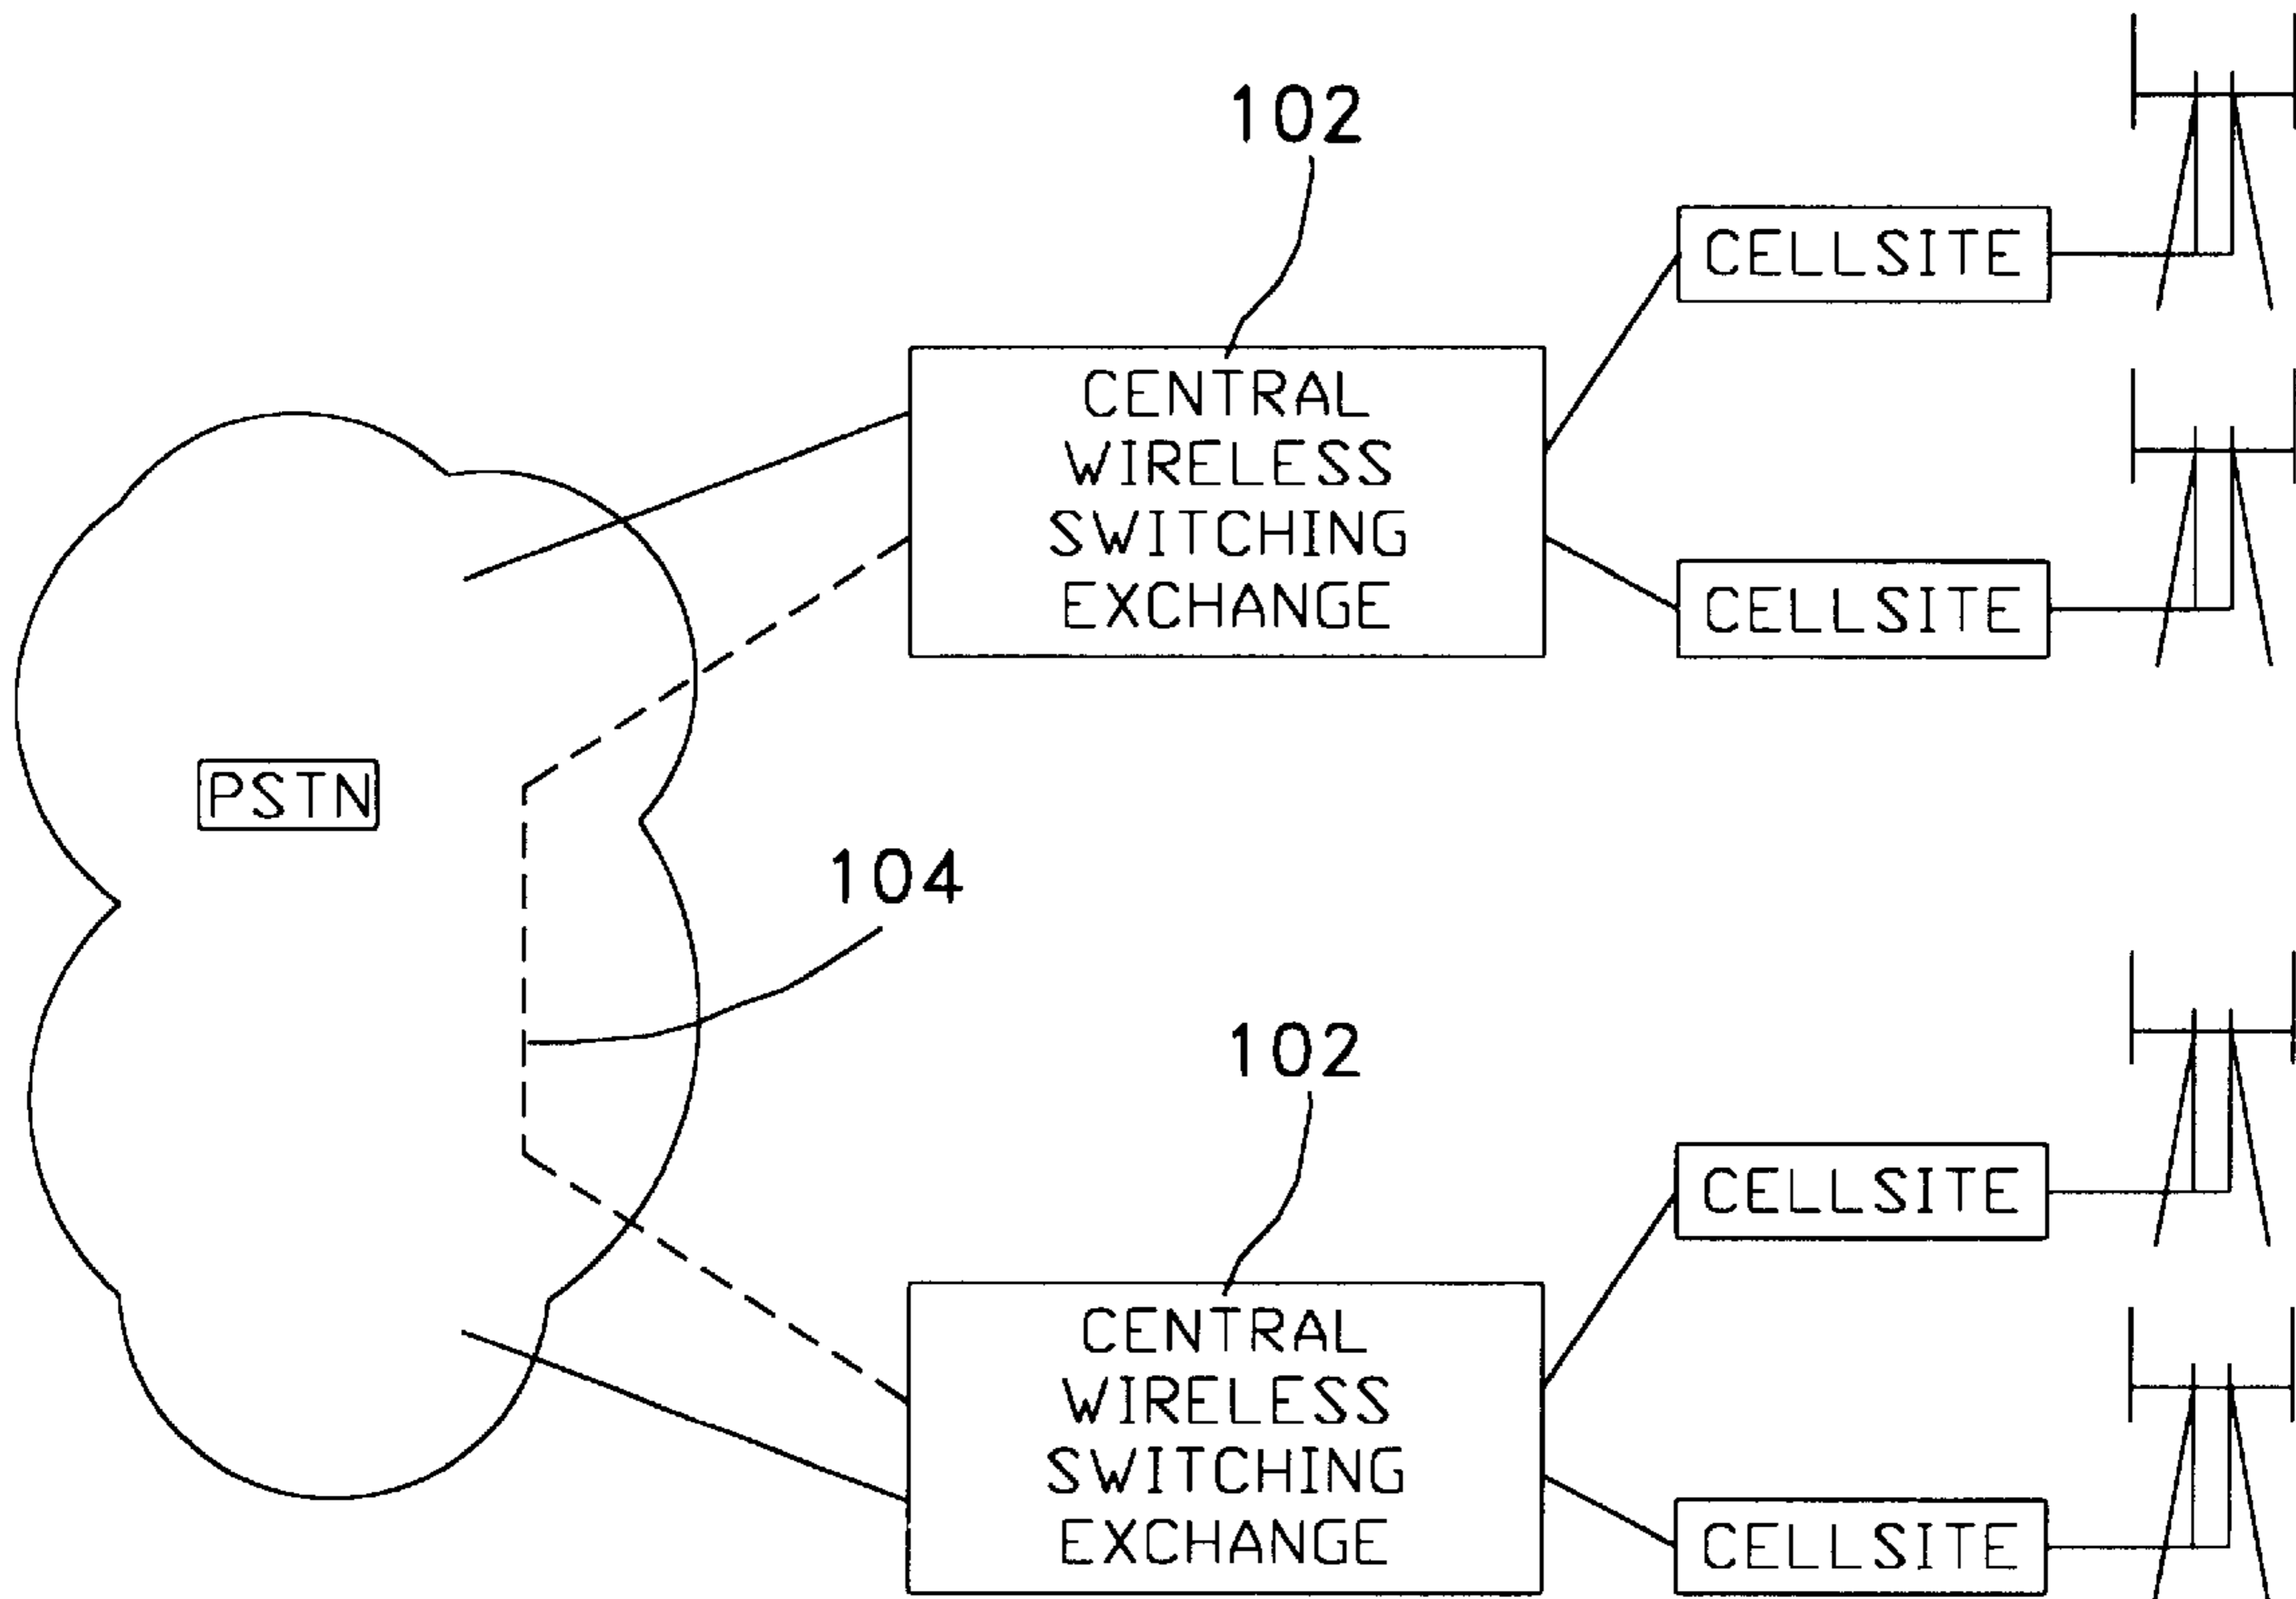 102
CELLSITE
CENTRAL
WIRELESS
SWITCHING
EXCHANGE
CELLSITE
PSTN
104
102
CELLSITE
CENTRAL
WIRELESS
SWITCHING
EXCHANGE
CELLSITE